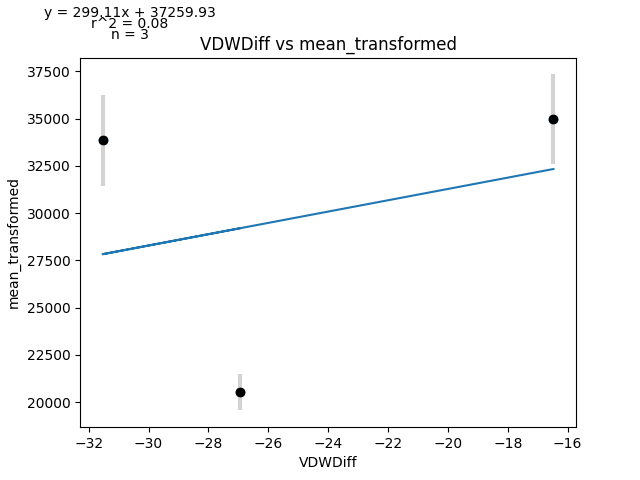 y = 299.11x + 37259.93
r^2 = 0.08
n = 3
VDWDiff vs mean_transformed
37500
35000
32500
30000
27500
25000
22500
20000
mean_transformed
−32
−30
−28
−26
−24
−22
−20
−18
−16
VDWDiff